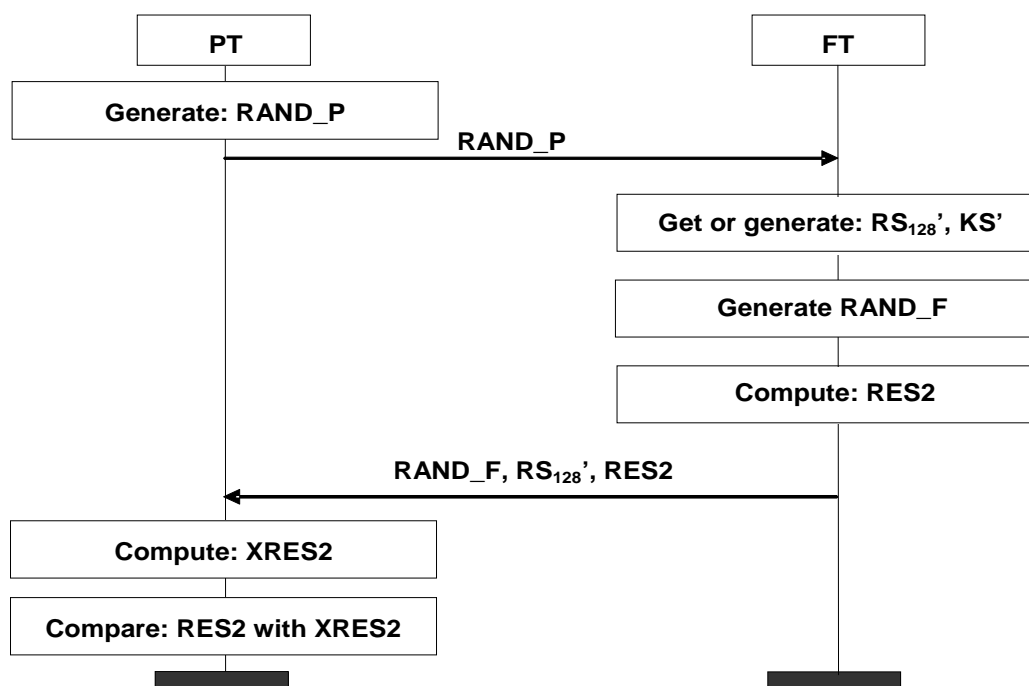 PT
FT
Generate: RAND_P
RAND_P
Get or generate: RS₁₂₈’, KS’
Generate RAND_F
Compute: RES2
RAND_F, RS₁₂₈’, RES2
Compute: XRES2
Compare: RES2 with XRES2